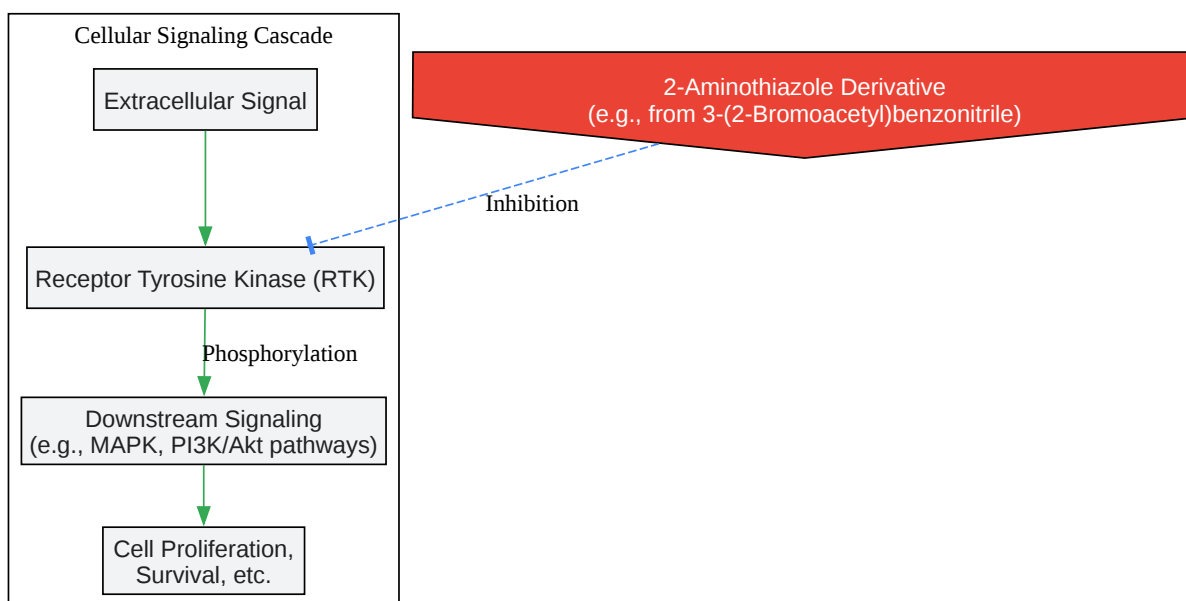 Cellular Signaling Cascade
Extracellular Signal
2-Aminothiazole Derivative
(e.g., from 3-(2-Bromoacetyl)benzonitrile)
Inhibition
Receptor Tyrosine Kinase (RTK)
Phosphorylation
Downstream Signaling
(e.g., MAPK, PI3K/Akt pathways)
Cell Proliferation,
Survival, etc.